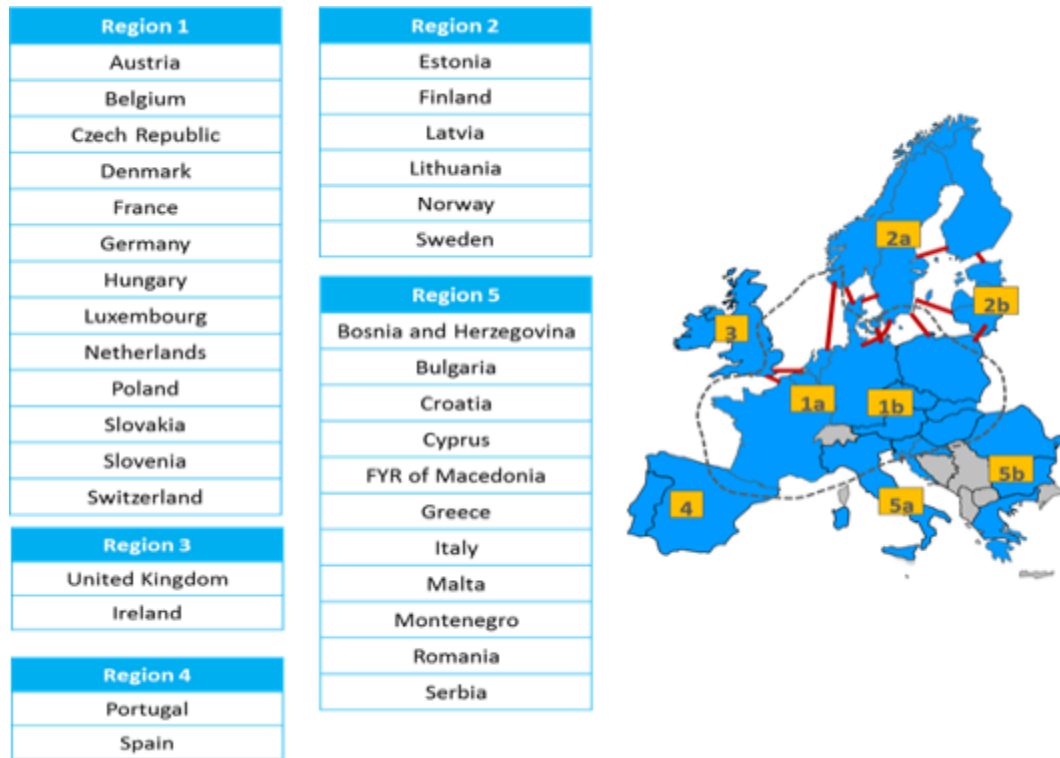 Region 1
Austria
Belgium
Czech Republic
Denmark
France
Germany
Hungary
Luxembourg
Netherlands
Poland
Slovakia
Slovenia
Switzerland
Region 3
United Kingdom
Ireland
Region 4
Portugal
Spain
Region 2
Estonia
Finland
Latvia
Lithuania
Norway
Sweden
Region 5
Bosnia and Herzegovina
Bulgaria
Croatia
Cyprus
FYR of Macedonia
Greece
Italy
Malta
Montenegro
Romania
Serbia
2a
2b
3
1a
1b
5b
4
5a